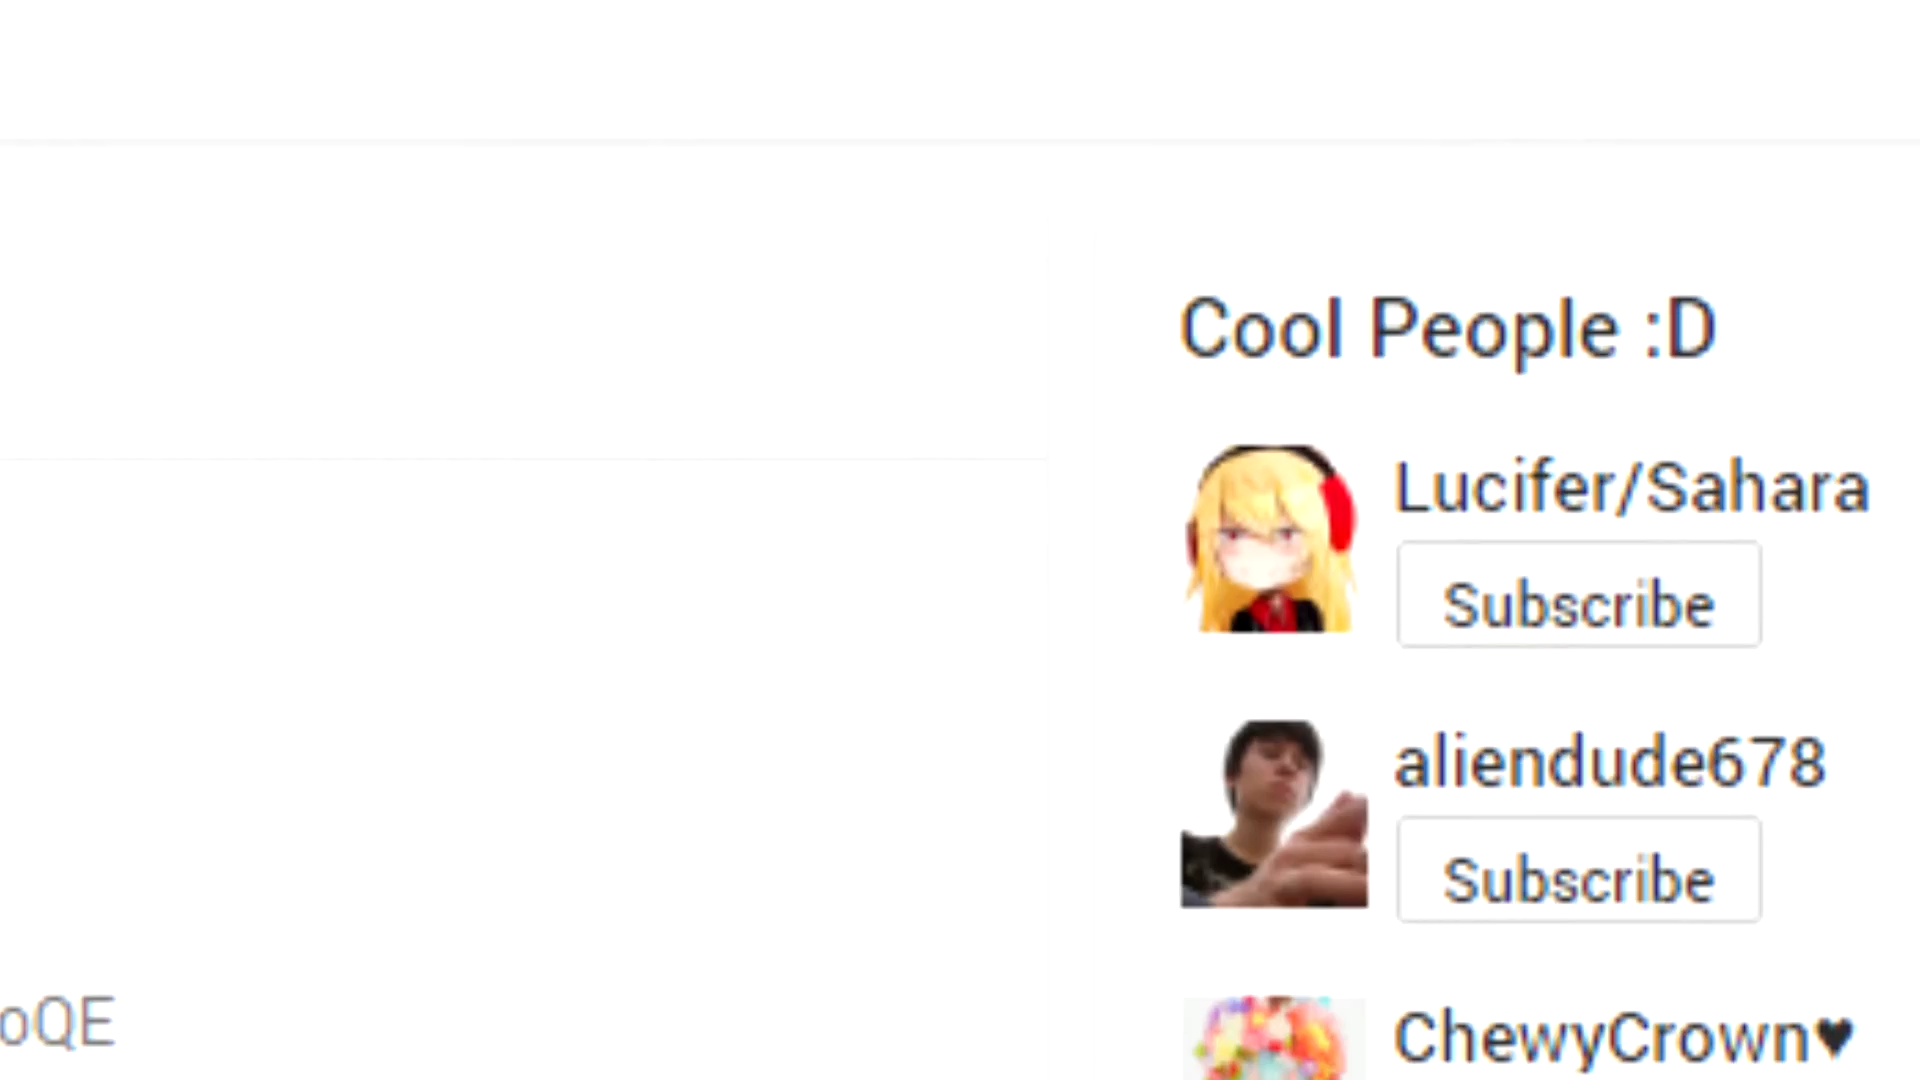 Cool People :D
Lucifer/Sahara
Subscribe
aliendude678
Subscribe
oQE
ChewyCrown♥